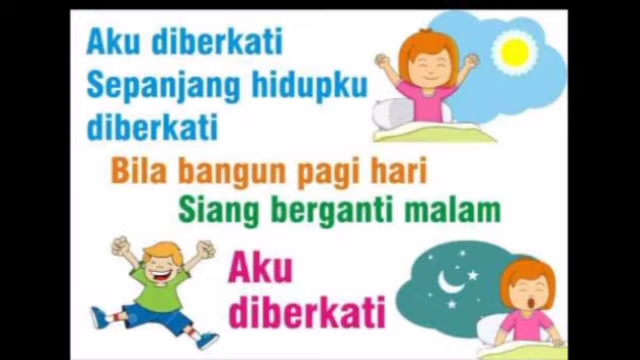 Aku diberkati
Sepanjang hidupku
diberkati
Bila bangun pagi hari
Siang berganti malam
Aku
diberkati